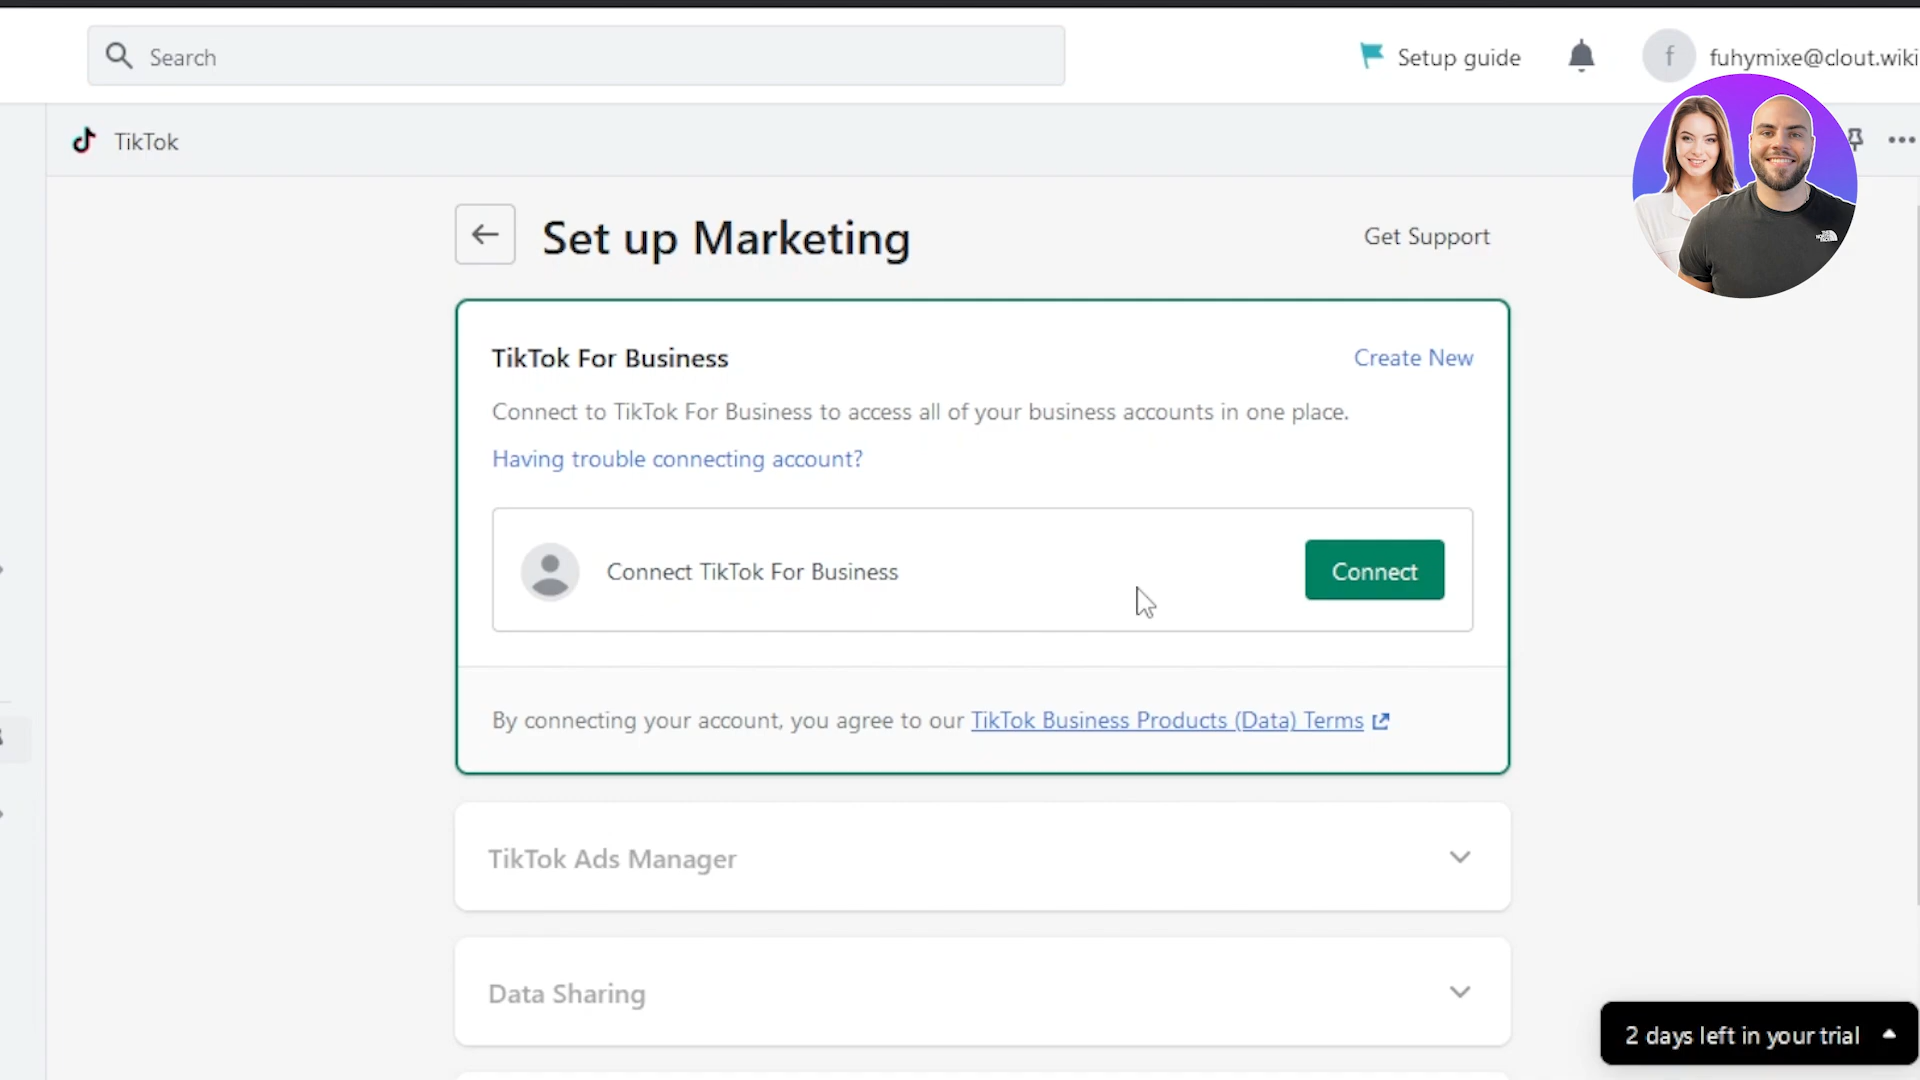 Search
Setup guide
f
fuhymixe@clout.wiki
TikTok
Set up Marketing
Get Support
TikTok For Business
Create New
Connect to TikTok For Business to access all of your business accounts in one place.
Having trouble connecting account?
Connect TikTok For Business
Connect
By connecting your account, you agree to our TikTok Business Products (Data) Terms
TikTok Ads Manager
Data Sharing
2 days left in your trial